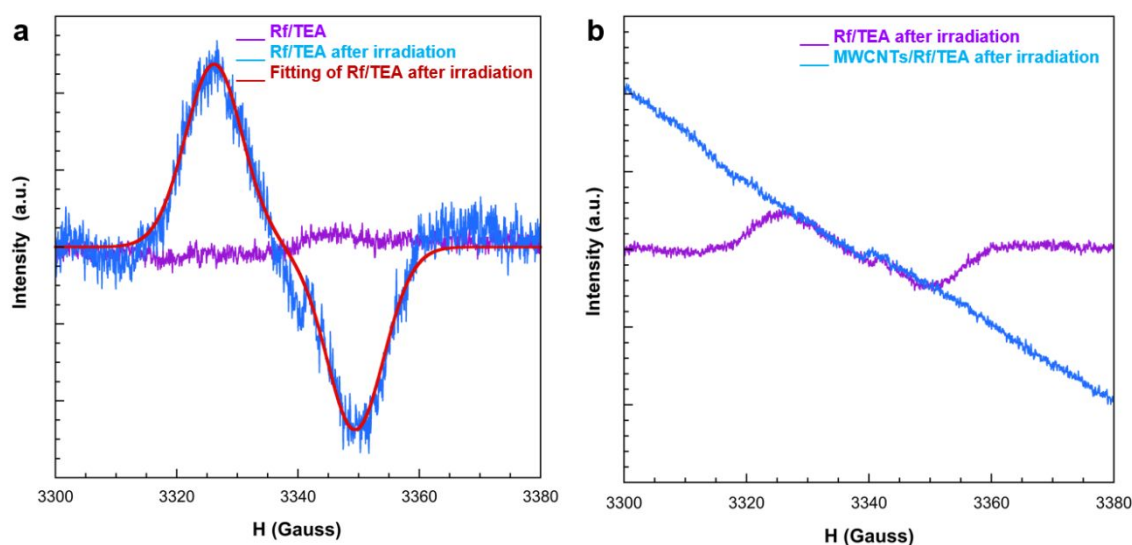 a
Rf/TEA
Rf/TEA after irradiation
Fitting of Rf/TEA after irradiation
Intensity (a.u.)
3300 3320 3340 3360 3380
H (Gauss)
b
Rf/TEA after irradiation
MWCNTs/Rf/TEA after irradiation
Intensity (a.u.)
3300 3320 3340 3360 3380
H (Gauss)